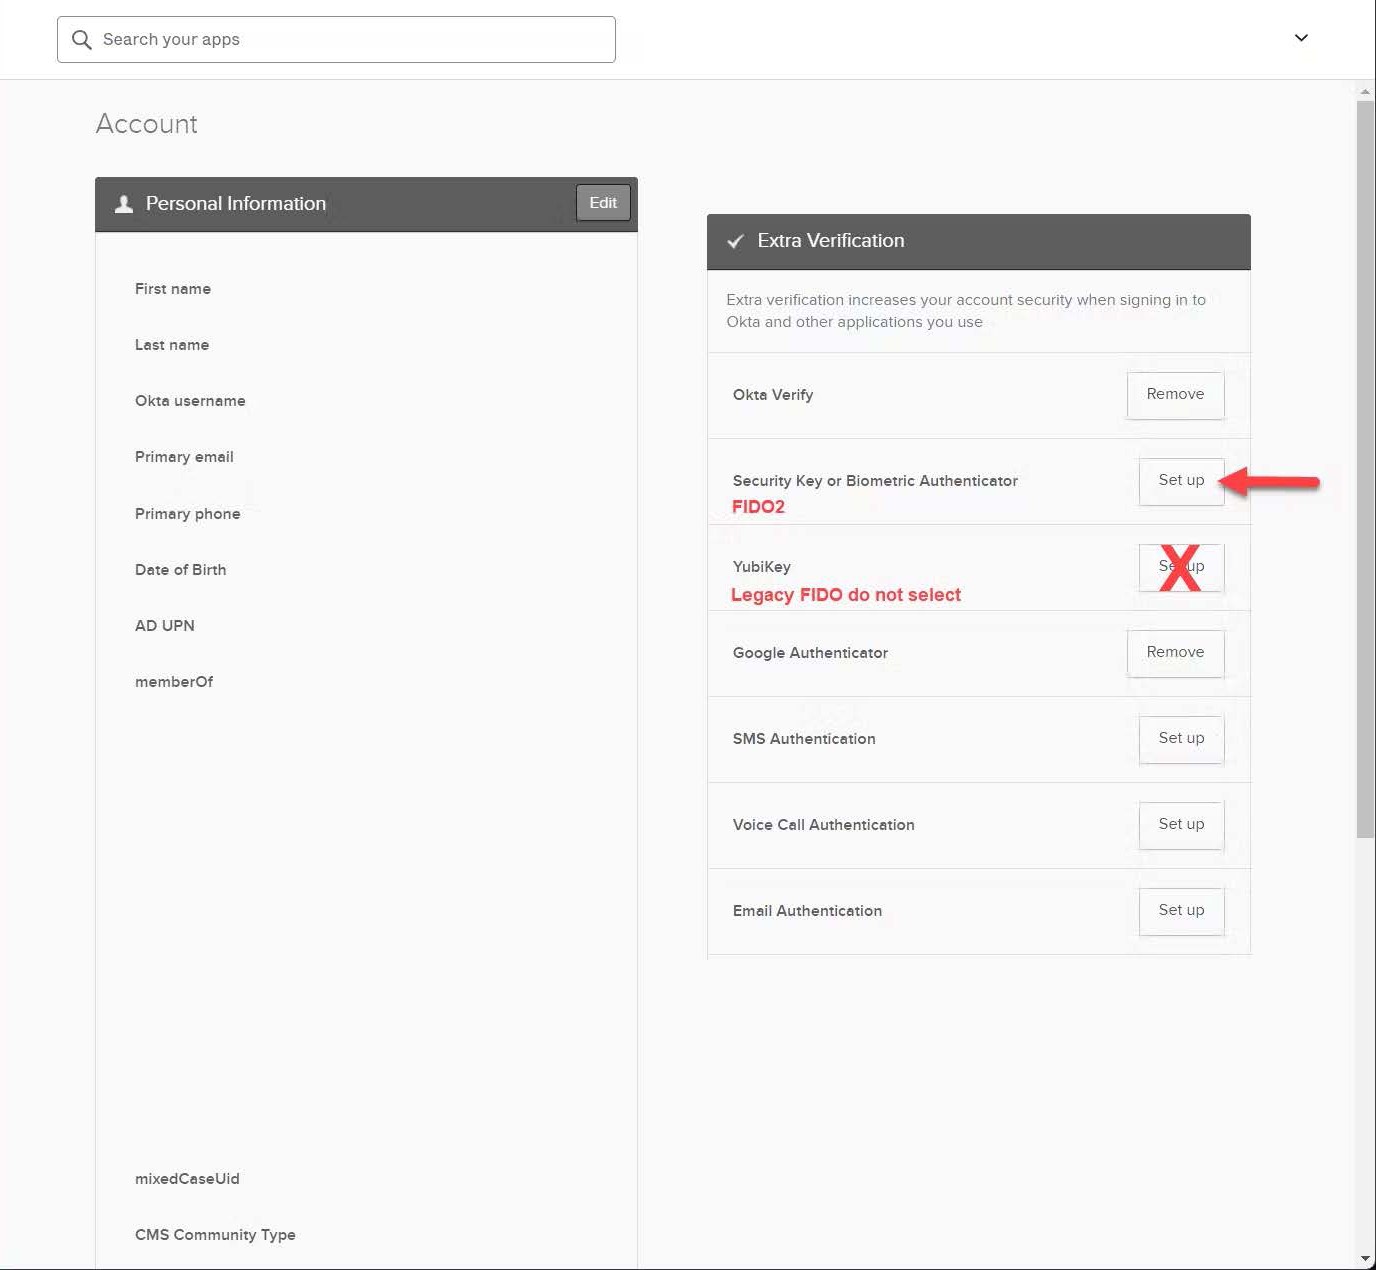 Search your apps
Account
Personal Information
Edit
First name
Last name
Okta username
Primary email
Primary phone
Date of Birth
AD UPN
memberOf
mixedCaseUid
CMS Community Type
Extra Verification
Extra verification increases your account security when signing in to
Okta and other applications you use
Okta Verify
Remove
Security Key or Biometric Authenticator
Set up
FIDO2
YubiKey
Set up
X
Legacy FIDO do not select
Google Authenticator
Remove
SMS Authentication
Set up
Voice Call Authentication
Set up
Email Authentication
Set up